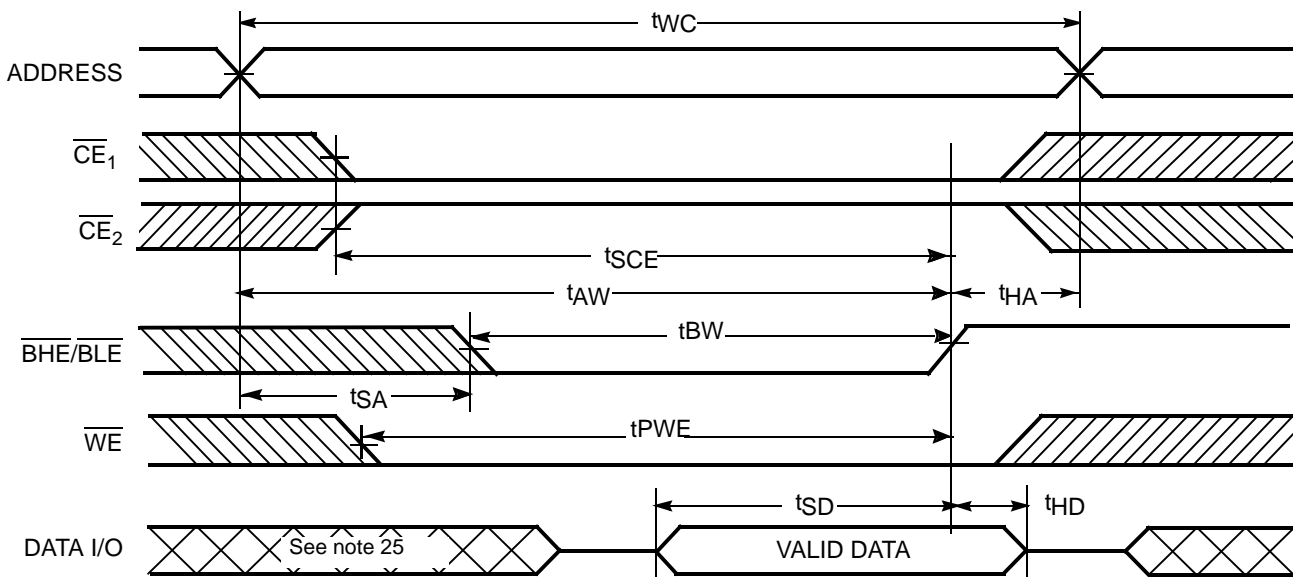 tWC
ADDRESS
CE1
CE2
tSCE
tAW
tHA
BHE/BLE
tBW
tSA
WE
tPWE
tSD
tHD
DATA I/O
See note 25
VALID DATA